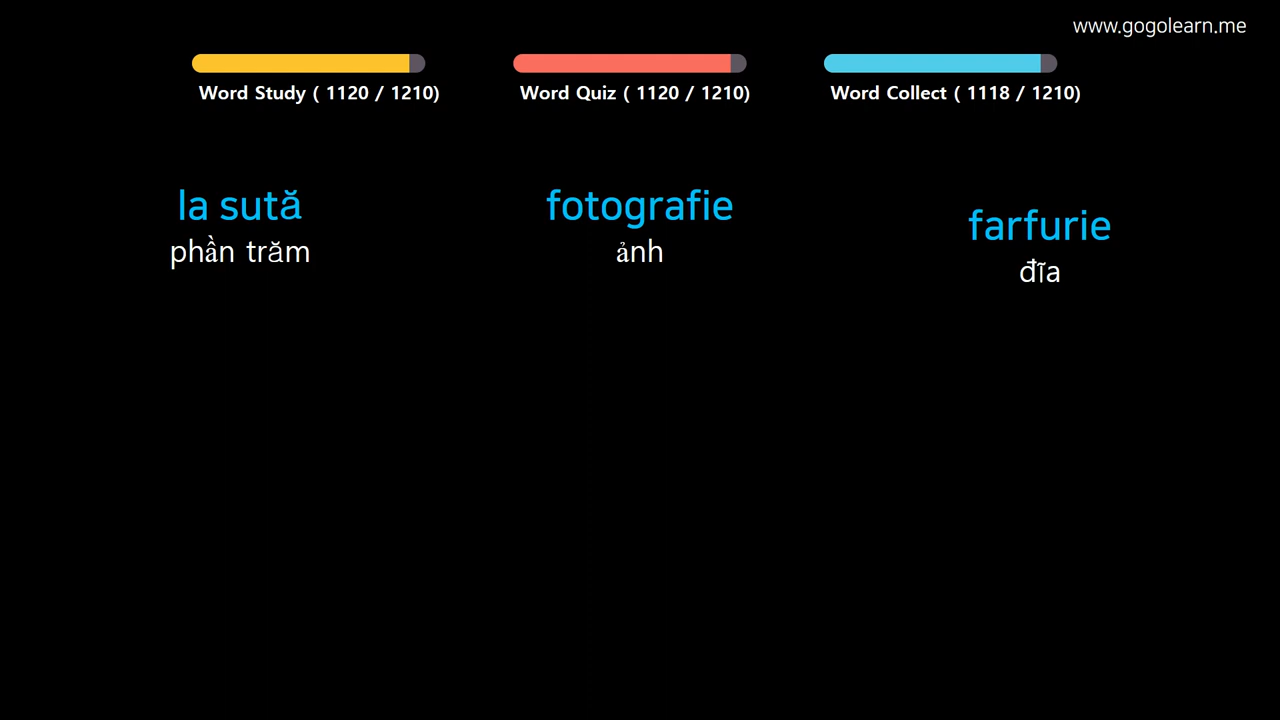 www.gogolearn.me
Word Study ( 1120 / 1210)
Word Quiz ( 1120 / 1210)
Word Collect ( 1118 / 1210)
la sută
phần trăm
fotografie
ảnh
farfurie
đĩa